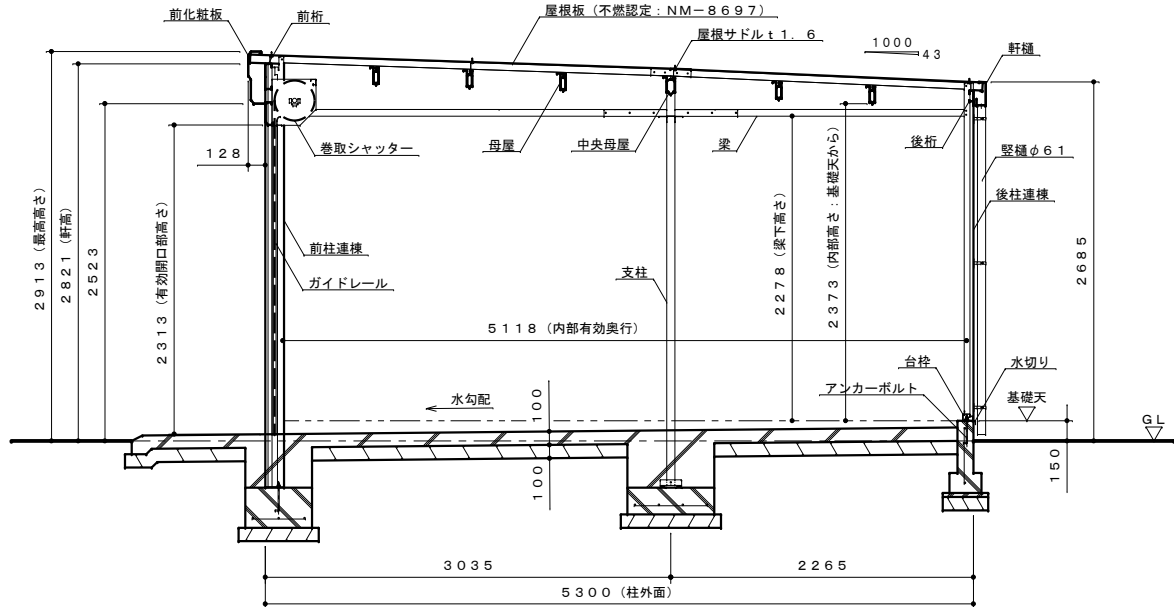 前化粧板
前桁
屋根板（不燃認定：NM－8697）
屋根サドルｔ１．６
1000
43
軒樋
巻取シャッター
母屋
中央母屋
梁
後桁
竪樋φ61
後柱連棟
128
2913（最高高さ）
2821（軒高）
2523
2313（有効開口部高さ）
前柱連棟
ガイドレール
支柱
2278（梁下高さ）
2373（内部高さ：基礎天から）
2685
5118（内部有効奥行）
台枠
水切り
アンカーボルト
基礎天
水勾配
100
100
GL
150
3035
2265
5300（柱外面）